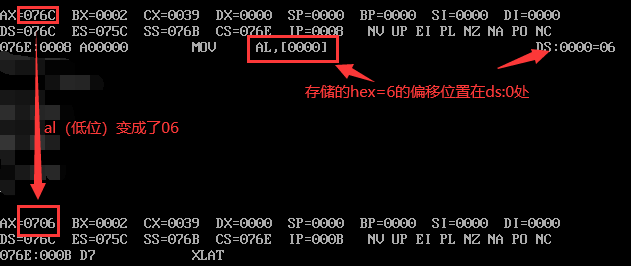 AX=076C BX=0002 CX=0039 DX=0000 SP=0000 BP=0000 SI=0000 DI=0000
DS=076C ES=075C SS=076B CS=076E IP=0008 NV UP EI PL NZ NA PO NC
076E:0008 A00000 MOV AL,[0000] DS:0000=06
存储的hex=6的偏移位置在ds:0处
al（低位）变成了06
AX=0706 BX=0002 CX=0039 DX=0000 SP=0000 BP=0000 SI=0000 DI=0000
DS=076C ES=075C SS=076B CS=076E IP=000B NV UP EI PL NZ NA PO NC
076E:000B D7 XLAT